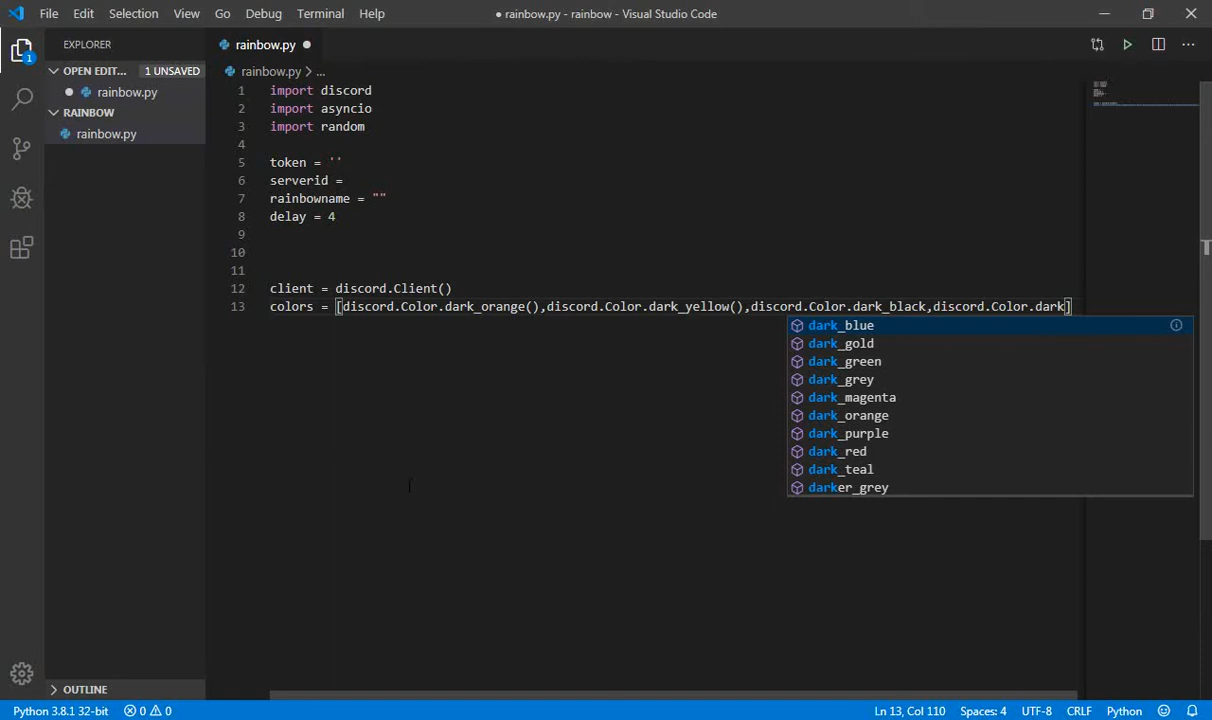 File Edit Selection View Go Debug Terminal Help ● rainbow.py - rainbow - Visual Studio Code
EXPLORER
rainbow.py ●
OPEN EDIT... 1 UNSAVED
● rainbow.py
RAINBOW
rainbow.py
1
rainbow.py > ...
1 import discord
2 import asyncio
3 import random
4
5 token = ''
6 serverid =
7 rainbowname = ""
8 delay = 4
9
10
11
12 client = discord.Client()
13 colors = [discord.Color.dark_orange(),discord.Color.dark_yellow(),discord.Color.dark_black,discord.Color.dark]
dark_blue
dark_gold
dark_green
dark_grey
dark_magenta
dark_orange
dark_purple
dark_red
dark_teal
darker_grey
OUTLINE
Python 3.8.1 32-bit 0 0 Ln 13, Col 110 Spaces: 4 UTF-8 CRLF Python